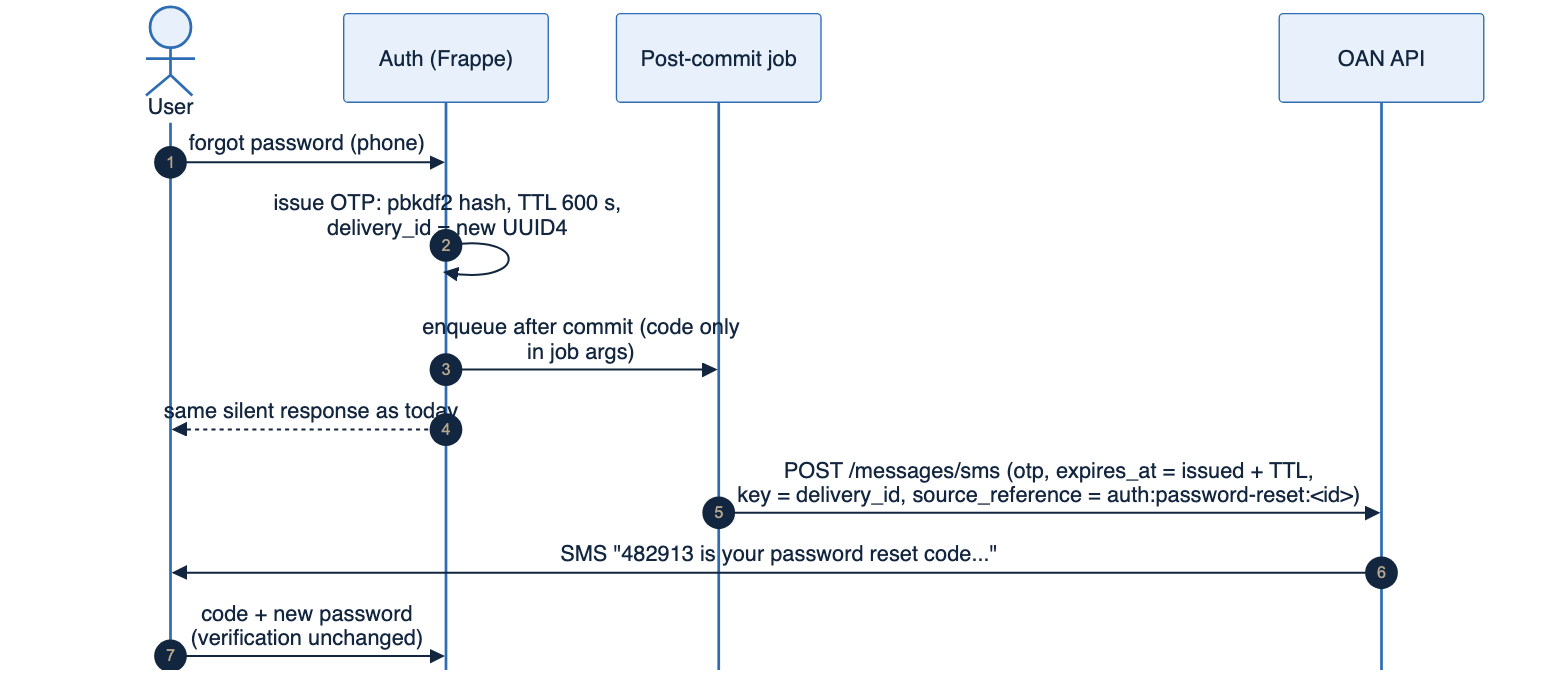 User
Auth (Frappe)
Post-commit job
OAN API
1
forgot password (phone)
issue OTP: pbkdf2 hash, TTL 600 s,
delivery_id = new UUID4
2
enqueue after commit (code only
in job args)
3
same silent response as today
4
POST /messages/sms (otp, expires_at = issued + TTL,
key = delivery_id, source_reference = auth:password-reset:<id>)
5
SMS "482913 is your password reset code..."
6
code + new password
(verification unchanged)
7